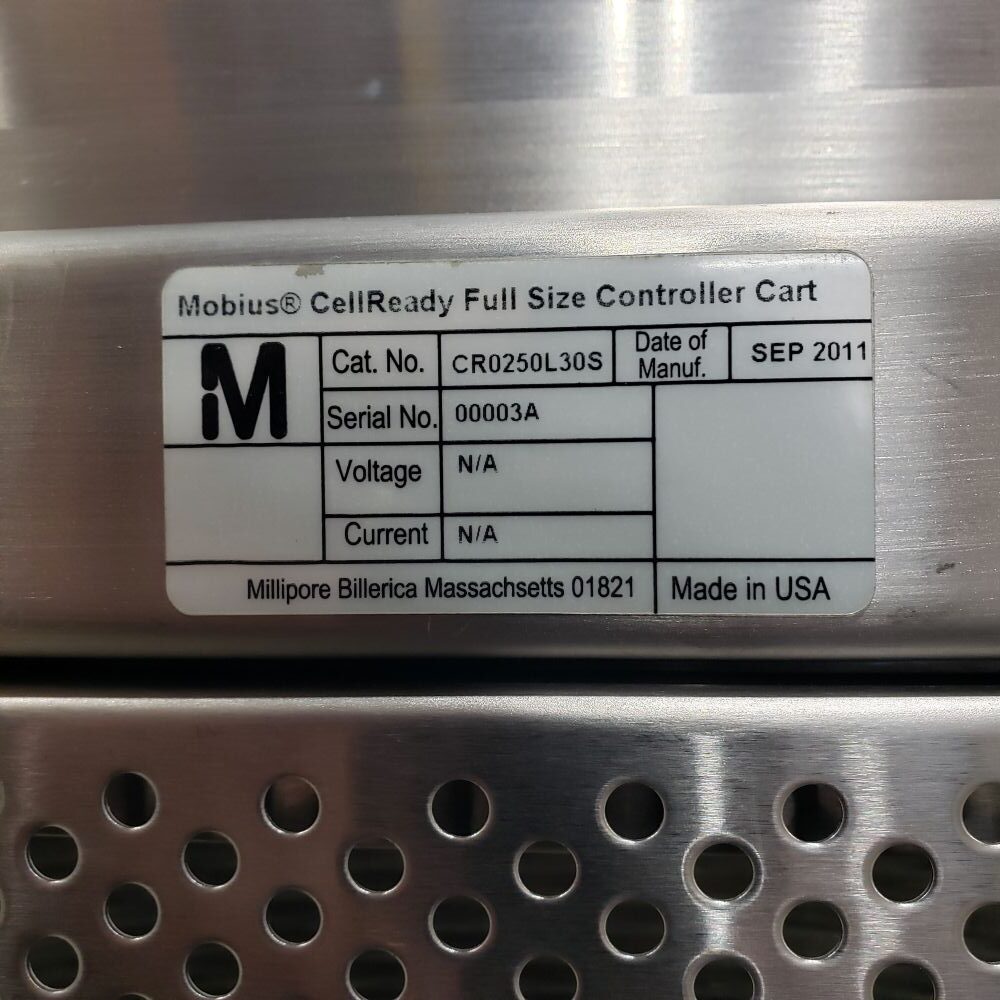 Mobius® CellReady Full Size Controller Cart
M
Cat. No. CR0250L30S Date of Manuf. SEP 2011
Serial No. 00003A
Voltage N/A
Current N/A
Millipore Billerica Massachsetts 01821 Made in USA